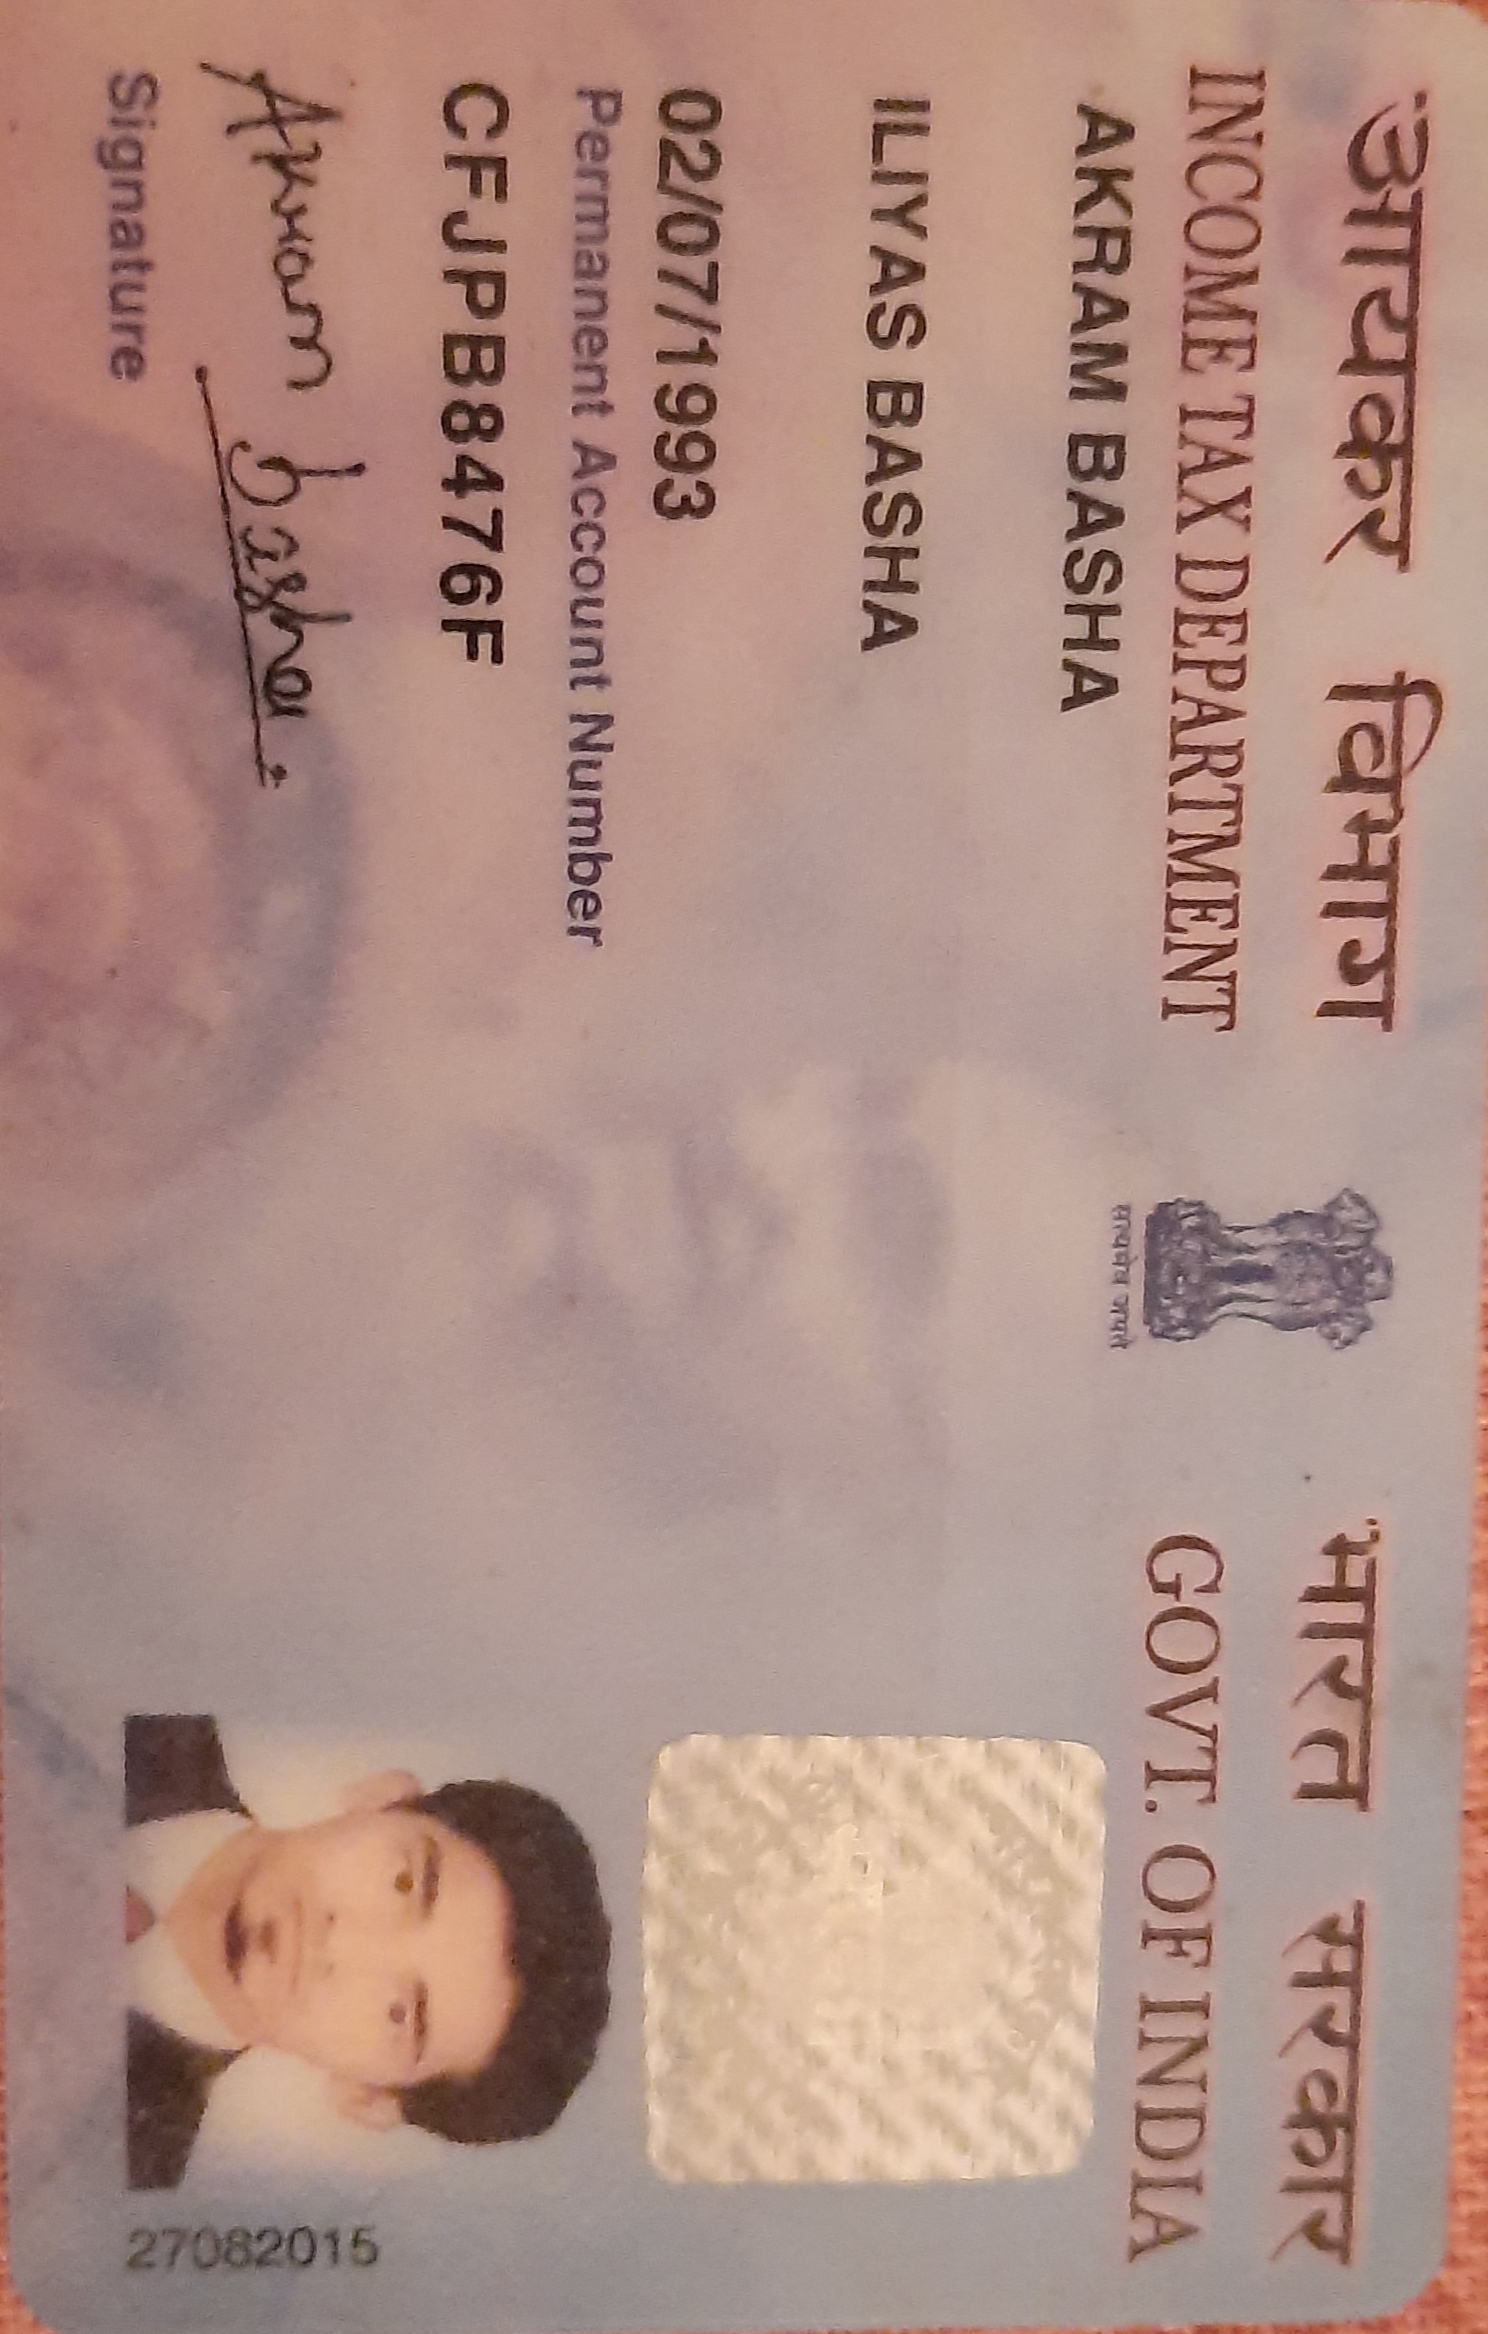 आयकर विभाग
INCOME TAX DEPARTMENT
सत्यमेव जयते
भारत सरकार
GOVT. OF INDIA
AKRAM BASHA
ILIYAS BASHA
02/07/1993
Permanent Account Number
CFJPB8476F
Akram basha
Signature
27082015